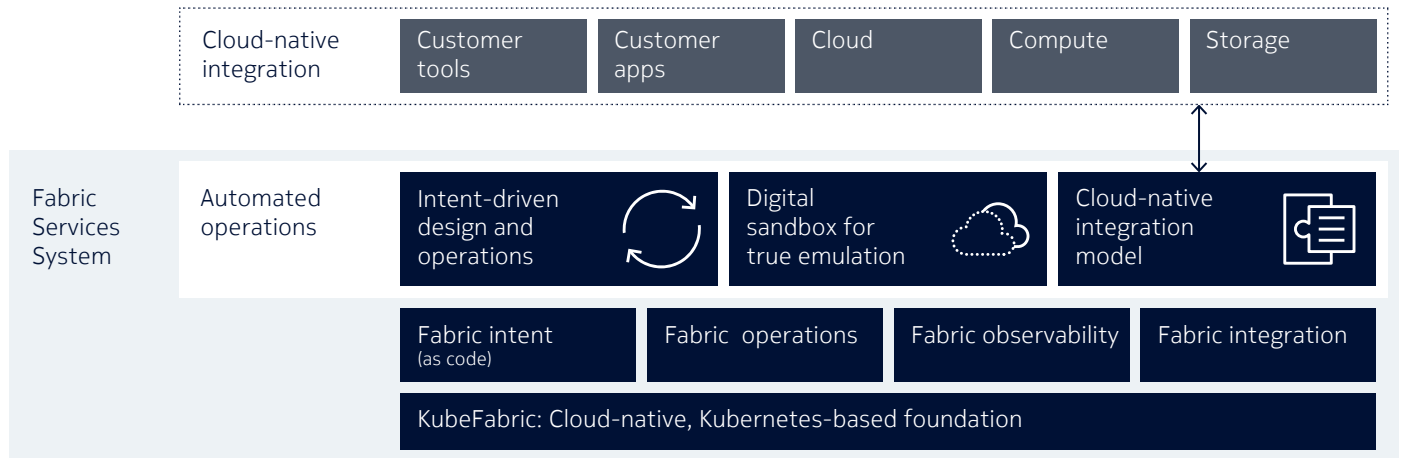 Cloud-native
integration
Customer
tools
Customer
apps
Cloud
Compute
Storage
Fabric
Services
System
Automated
operations
Intent-driven
design and
operations
Digital
sandbox for
true emulation
Cloud-native
integration
model
Fabric intent
(as code)
Fabric operations
Fabric observability
Fabric integration
KubeFabric: Cloud-native, Kubernetes-based foundation